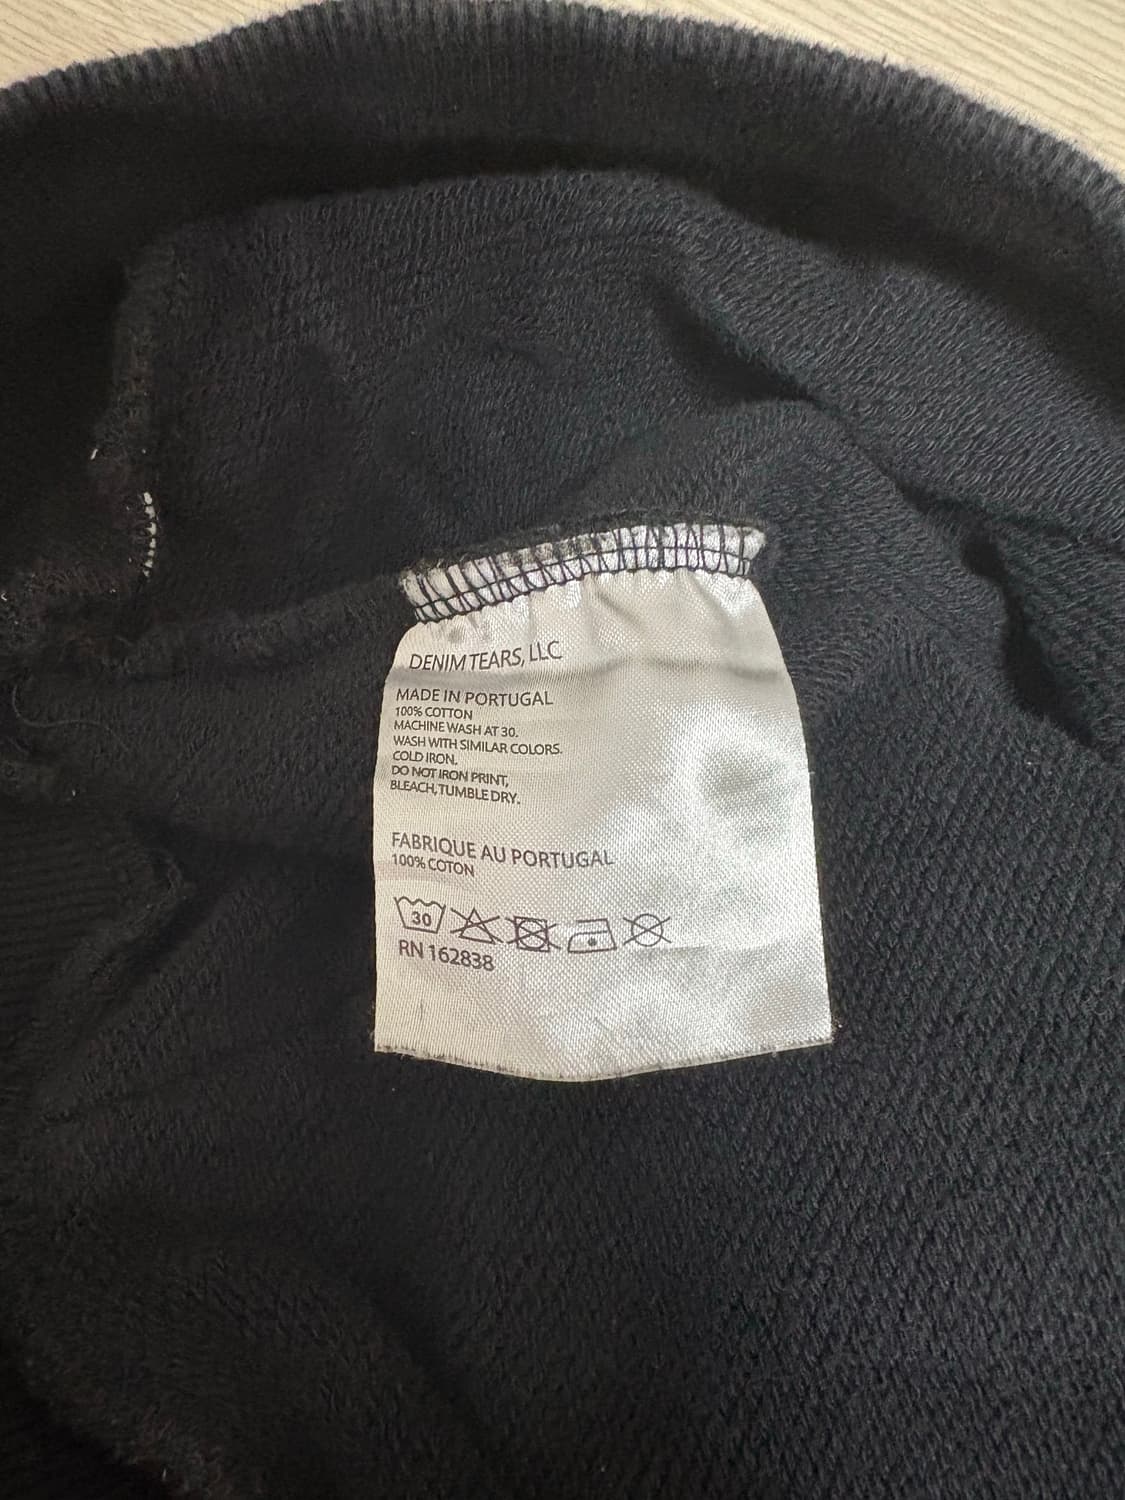 DENIM TEARS, LLC
MADE IN PORTUGAL
100% COTTON
MACHINE WASH AT 30.
WASH WITH SIMILAR COLORS.
COLD IRON.
DO NOT IRON PRINT,
BLEACH, TUMBLE DRY.
FABRIQUE AU PORTUGAL
100% COTON
30
RN 162838